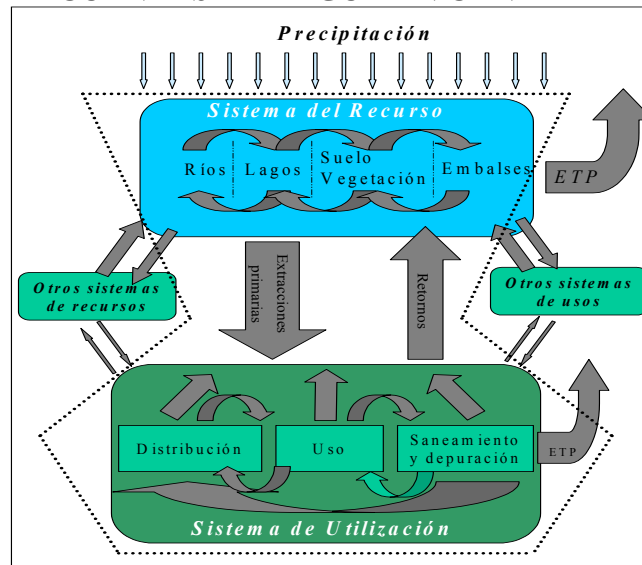 Precipitación
Sistema del Recurso
Ríos
Lagos
Suelo
Vegetación
Embalses
ETP
Otros sistemas
de recursos
Extracciones
primarias
Retornos
Otros sistemas
de usos
Distribución
Uso
Saneamiento
y depuración
ETP
Sistema de Utilización